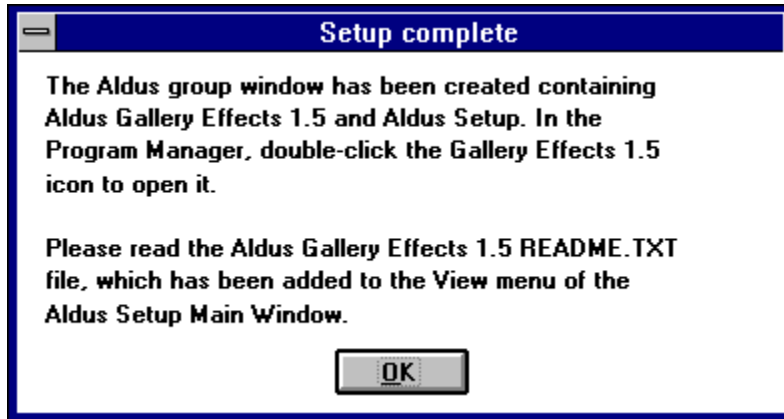 Setup complete
The Aldus group window has been created containing
Aldus Gallery Effects 1.5 and Aldus Setup. In the
Program Manager, double-click the Gallery Effects 1.5
icon to open it.
Please read the Aldus Gallery Effects 1.5 README.TXT
file, which has been added to the View menu of the
Aldus Setup Main Window.
OK